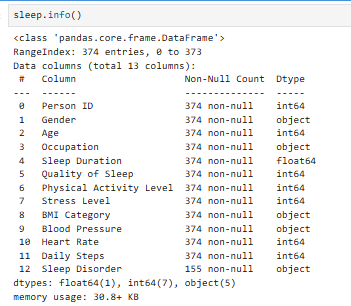 sleep.info()
<class 'pandas.core.frame.DataFrame'>
RangeIndex: 374 entries, 0 to 373
Data columns (total 13 columns):
 #   Column                   Non-Null Count  Dtype
---  ------                   --------------  -----
 0   Person ID                374 non-null    int64
 1   Gender                   374 non-null    object
 2   Age                      374 non-null    int64
 3   Occupation               374 non-null    object
 4   Sleep Duration           374 non-null    float64
 5   Quality of Sleep         374 non-null    int64
 6   Physical Activity Level  374 non-null    int64
 7   Stress Level             374 non-null    int64
 8   BMI Category             374 non-null    object
 9   Blood Pressure           374 non-null    object
 10  Heart Rate               374 non-null    int64
 11  Daily Steps              374 non-null    int64
 12  Sleep Disorder           155 non-null    object
dtypes: float64(1), int64(7), object(5)
memory usage: 30.8+ KB